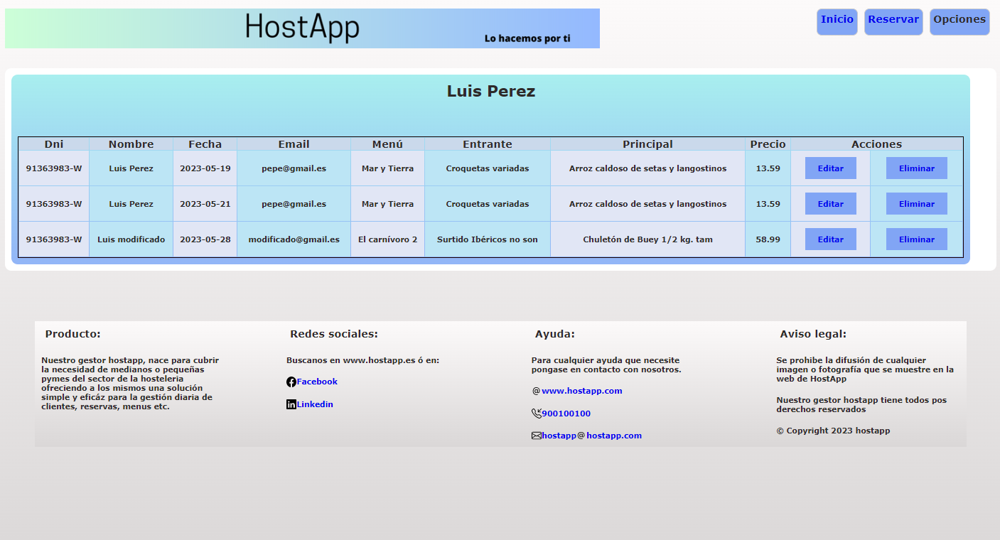 HostApp
Lo hacemos por ti
Inicio Reservar Opciones
Luis Perez
Dni Nombre Fecha Email Menú Entrante Principal Precio Acciones
91363983-W Luis Perez 2023-05-19 pepe@gmail.es Mar y Tierra Croquetas variadas Arroz caldoso de setas y langostinos 13.59 Editar Eliminar
91363983-W Luis Perez 2023-05-21 pepe@gmail.es Mar y Tierra Croquetas variadas Arroz caldoso de setas y langostinos 13.59 Editar Eliminar
91363983-W Luis modificado 2023-05-28 modificado@gmail.es El carnívoro 2 Surtido Ibéricos no son Chuletón de Buey 1/2 kg. tam 58.99 Editar Eliminar
Producto:
Nuestro gestor hostapp, nace para cubrir
la necesidad de medianos o pequeñas
pymes del sector de la hosteleria
ofreciendo a los mismos una solución
simple y eficáz para la gestión diaria de
clientes, reservas, menus etc.
Redes sociales:
Buscanos en www.hostapp.es ó en:
Facebook
Linkedin
Ayuda:
Para cualquier ayuda que necesite
pongase en contacto con nosotros.
@www.hostapp.com
900100100
hostapp@hostapp.com
Aviso legal:
Se prohibe la difusión de cualquier
imagen o fotografía que se muestre en la
web de HostApp
Nuestro gestor hostapp tiene todos pos
derechos reservados
© Copyright 2023 hostapp